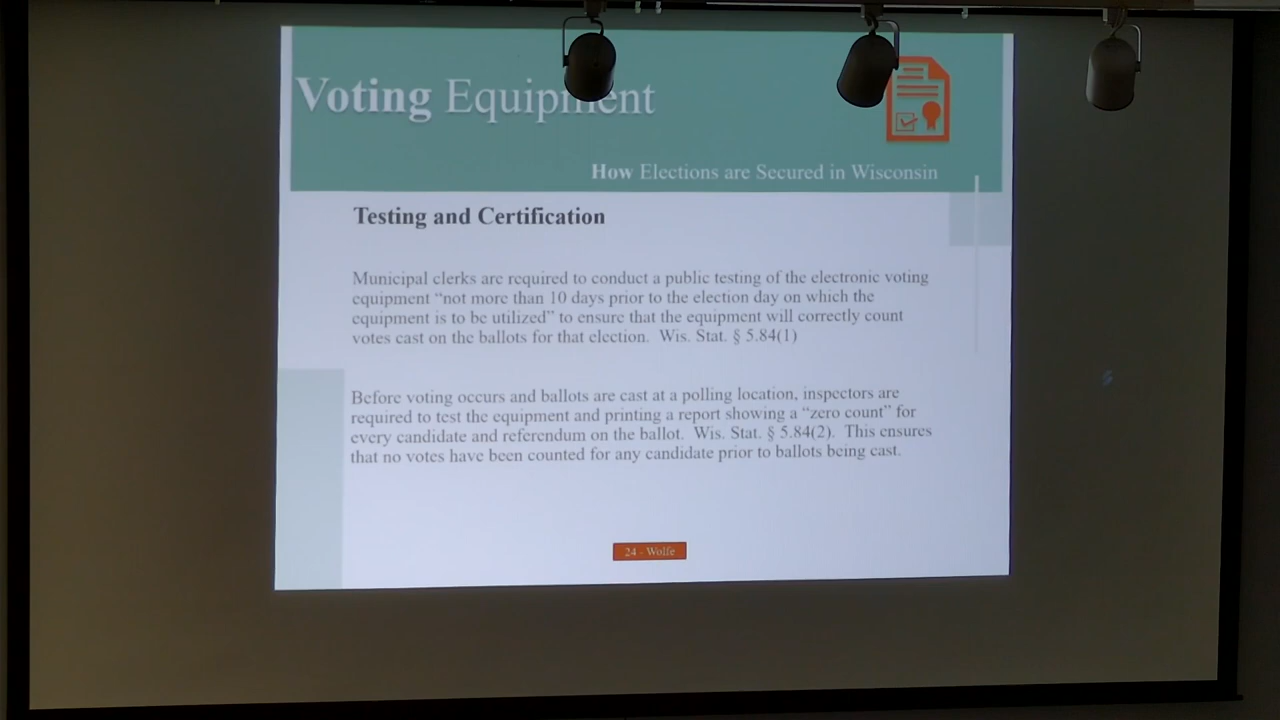 Voting Equipment
How Elections are Secured in Wisconsin
Testing and Certification
Municipal clerks are required to conduct a public testing of the electronic voting
equipment “not more than 10 days prior to the election day on which the
equipment is to be utilized” to ensure that the equipment will correctly count
votes cast on the ballots for that election. Wis. Stat. § 5.84(1)
Before voting occurs and ballots are cast at a polling location, inspectors are
required to test the equipment and printing a report showing a “zero count” for
every candidate and referendum on the ballot. Wis. Stat. § 5.84(2). This ensures
that no votes have been counted for any candidate prior to ballots being cast.
24 - Wolfe